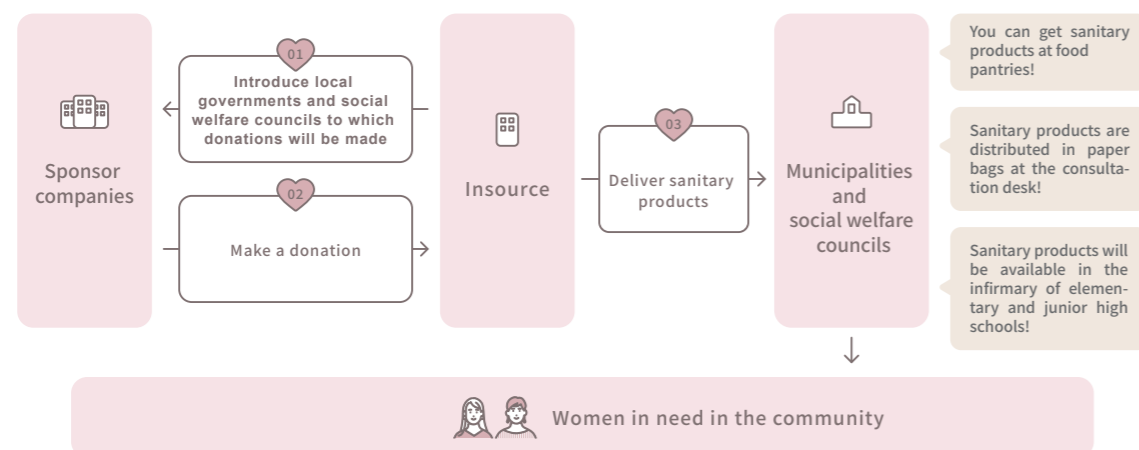 Sponsor
companies
01
Introduce local
governments and social
welfare councils to which
donations will be made
02
Make a donation
Insource
03
Deliver sanitary
products
Municipalities
and
social welfare
councils
You can get sanitary
products at food
pantries!
Sanitary products are
distributed in paper
bags at the consulta-
tion desk!
Sanitary products will
be available in the
infirmary of elemen-
tary and junior high
schools!
Women in need in the community